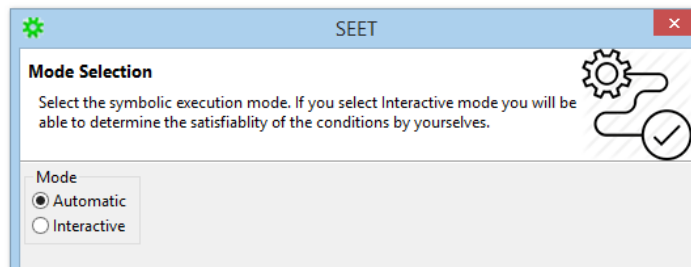 SEET
Mode Selection
Select the symbolic execution mode. If you select Interactive mode you will be
able to determine the satisfiablity of the conditions by yourselves.
Mode
Automatic
Interactive